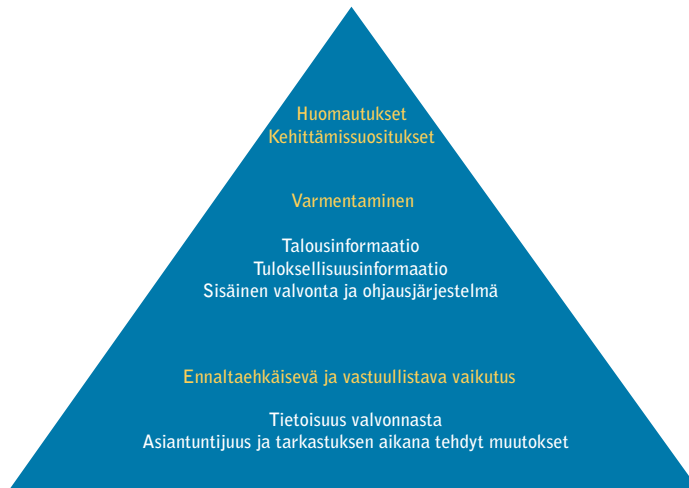 Huomautukset
Kehittämissuositukset
Varmentaminen
Talousinformaatio
Tuloksellisuusinformaatio
Sisäinen valvonta ja ohjausjärjestelmä
Ennaltaehkäisevä ja vastuullistava vaikutus
Tietoisuus valvonnasta
Asiantuntijuus ja tarkastuksen aikana tehdyt muutokset